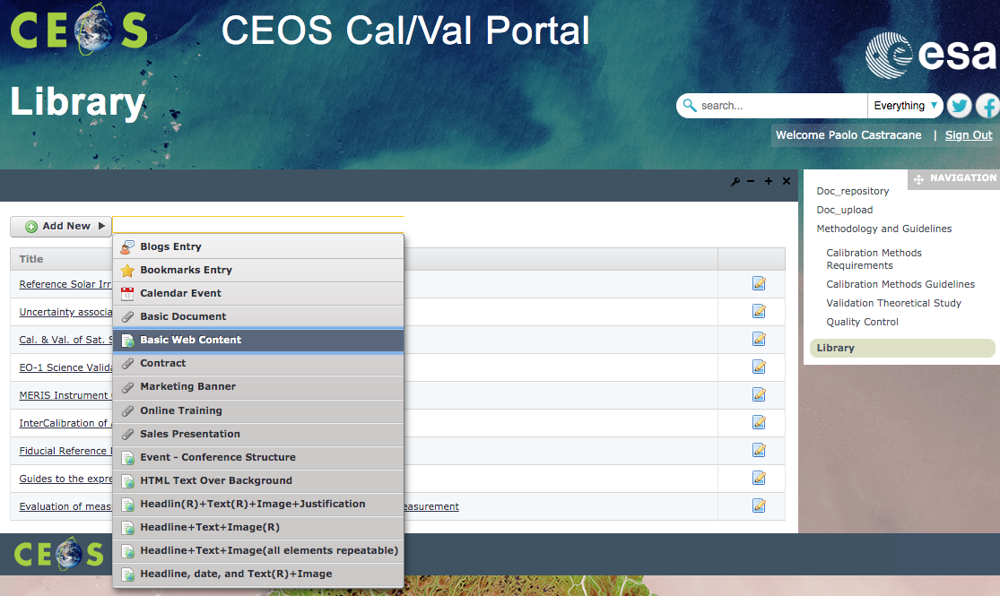 CEOS
CEOS Cal/Val Portal
esa
Library
search...
Everything
Welcome Paolo Castracane | Sign Out
NAVIGATION
Doc_repository
Doc_upload
Methodology and Guidelines
Calibration Methods
Requirements
Calibration Methods Guidelines
Validation Theoretical Study
Quality Control
Library
Add New
Title
Reference Solar Irr
Uncertainty associa
Cal. & Val. of Sat. S
EO-1 Science Valida
MERIS Instrument
InterCalibration of
Fiducial Reference
Guides to the expre
Evaluation of meas
easurement
Blogs Entry
Bookmarks Entry
Calendar Event
Basic Document
Basic Web Content
Contract
Marketing Banner
Online Training
Sales Presentation
Event - Conference Structure
HTML Text Over Background
Headlin(R)+Text(R)+Image+Justification
Headline+Text+Image(R)
Headline+Text+Image(all elements repeatable)
Headline, date, and Text(R)+Image
CEOS